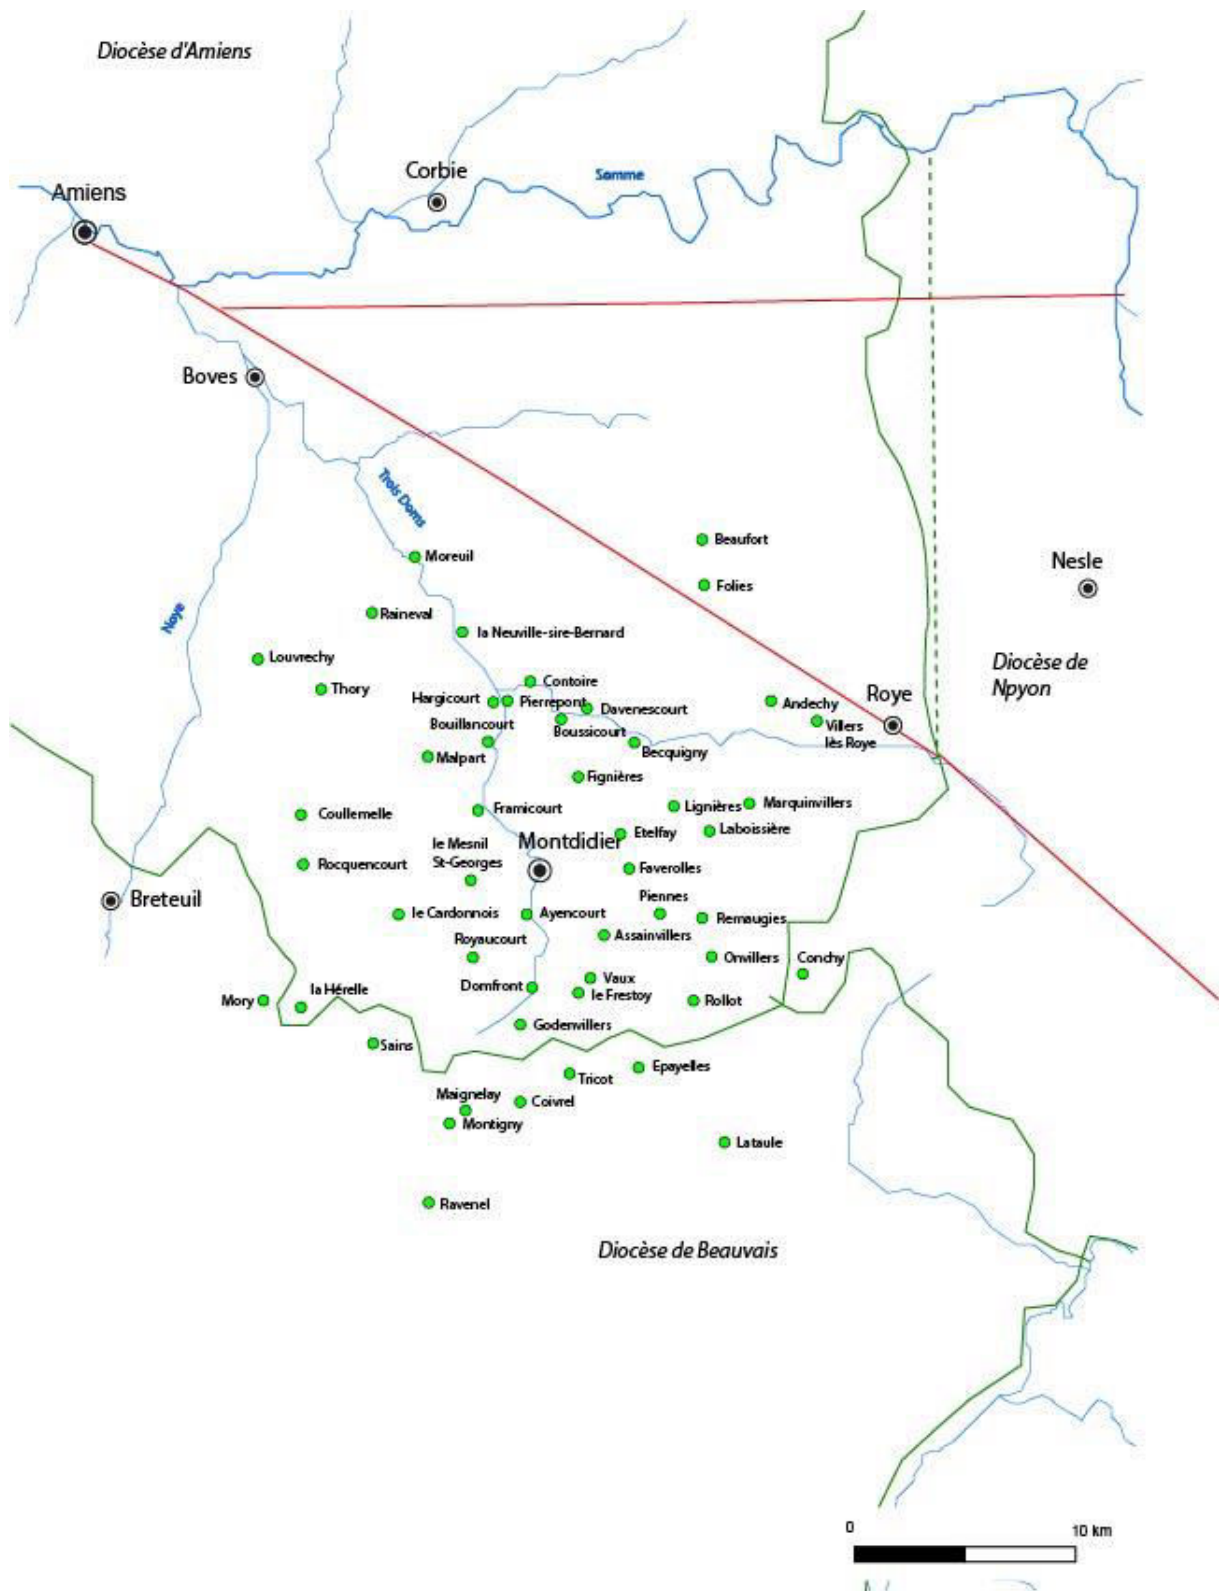 Diocèse d'Amiens
Corbie
Somme
Amiens
Boves
Trois Doms
Beaufort
Moreuil
Nesle
Folies
Noye
Raineval
la Neuville-sire-Bernard
Louvrechy
Diocèse de
Npyon
Thory
Contoire
Hargicourt
Pierrepont
Andechy
Roye
Davenescourt
Bouillancourt
Boussicourt
Villers
lès Roye
Becquigny
Malpart
Fignières
Marquinvillers
Lignières
Framicourt
Coullemelle
Etelfay
Laboissière
le Mesnil
St-Georges
Montdidier
Rocquencourt
Faverolles
Breteuil
Piennes
le Cardonnois
Ayencourt
Remaugies
Royaucourt
Assainvillers
Onvillers
Conchy
Vaux
Domfront
le Frestoy
la Hérelle
Mory
Rollot
Godenvillers
Sains
Epayelles
Tricot
Maignelay
Coivrel
Montigny
Lataule
Ravenel
Diocèse de Beauvais
0
10 km